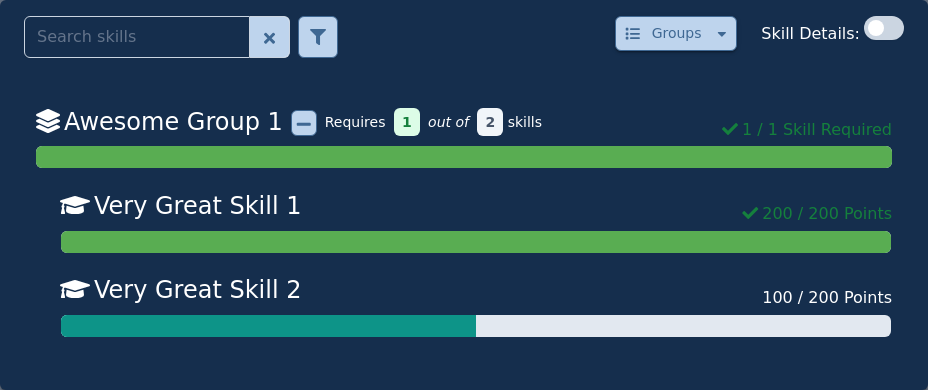 Search skills
Groups
Skill Details:
Awesome Group 1 Requires 1 out of 2 skills
1 / 1 Skill Required
Very Great Skill 1
200 / 200 Points
Very Great Skill 2
100 / 200 Points